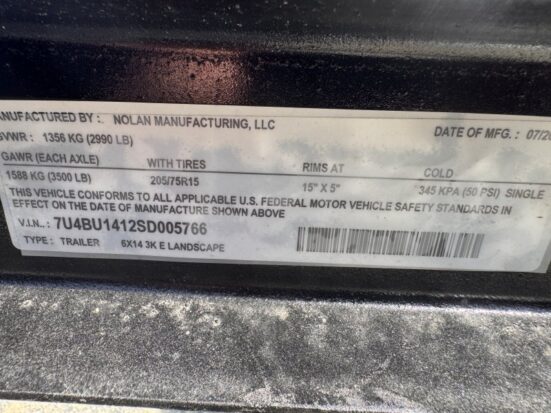 ANUFACTURED BY:. NOLAN MANUFACTURING, LLC
GVWR: 1356 KG (2990 LB) DATE OF MFG. : 07/20
GAWR (EACH AXLE) WITH TIRES RIMS AT COLD
1588 KG (3500 LB) 205/75R15 15" X 5" 345 KPA (50 PSI) SINGLE
THIS VEHICLE CONFORMS TO ALL APPLICABLE U.S. FEDERAL MOTOR VEHICLE SAFETY STANDARDS IN
EFFECT ON THE DATE OF MANUFACTURE SHOWN ABOVE
V.I.N.: 7U4BU1412SD005766
TYPE: TRAILER 6X14 3K E LANDSCAPE